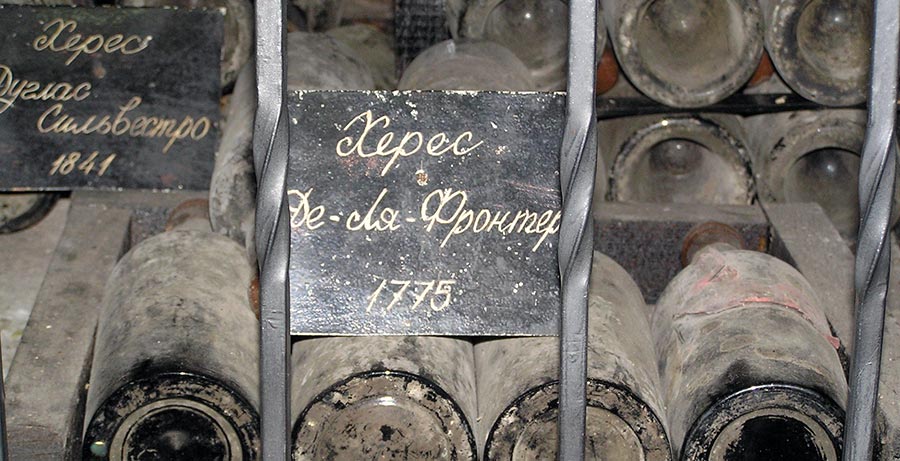 Херес
Дуглас
Сильвестро
1841
Херес
Де-ля-Фронтер
1775